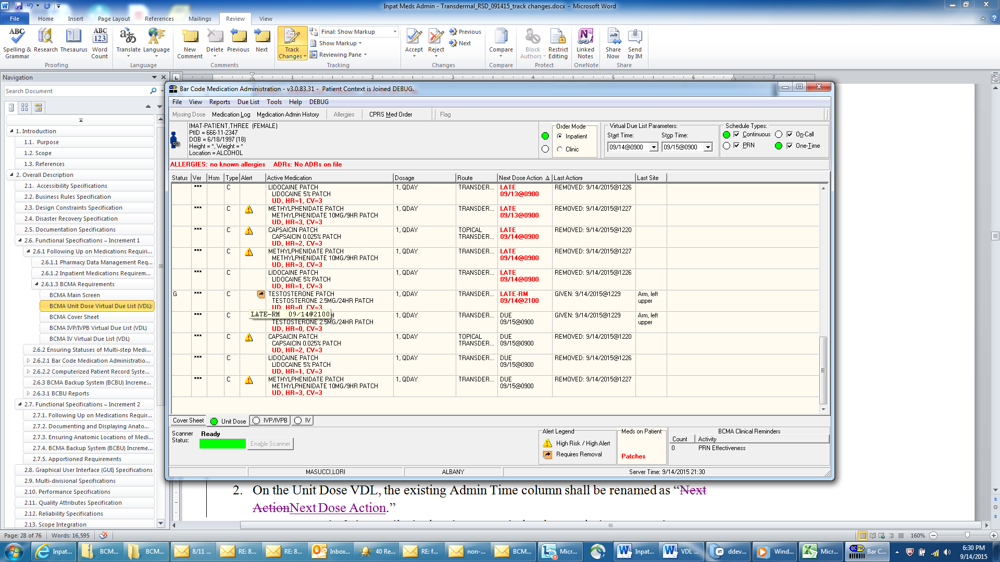 Inpat Meds Admin - Transdermal_RSD_091415_track changes.docx - Microsoft Word
File Home Insert Page Layout References Mailings Review View
Spelling & Grammar Research Thesaurus Word Count Translate Language New Comment Delete Previous Next Track Changes
Final: Show Markup
Show Markup
Reviewing Pane
Accept Reject Previous Next Compare Block Authors Restrict Editing Linked Notes Share Now Send by IM
Proofing Language Comments Tracking Changes Compare Protect OneNote Share
Navigation
Search Document
1. Introduction
1.1. Purpose
1.2. Scope
1.3. References
2. Overall Description
2.1. Accessibility Specifications
2.2. Business Rules Specification
2.3. Design Constraints Specification
2.4. Disaster Recovery Specification
2.5. Documentation Specifications
2.6. Functional Specifications – Increment 1
2.6.1 Following Up on Medications Requiri...
2.6.1.1 Pharmacy Data Management Req...
2.6.1.2 Inpatient Medications Requirem...
2.6.1.3 BCMA Requirements
BCMA Main Screen
BCMA Unit Dose Virtual Due List (VDL):
BCMA Cover Sheet
BCMA IVP/IVPB Virtual Due List (VDL)
BCMA IV Virtual Due List (VDL)
2.6.2 Ensuring Statuses of Multi-step Medi...
2.6.2.1 Bar Code Medication Administratio...
2.6.2.2 Computerized Patient Record Syste...
2.6.3 BCMA Backup System (BCBU) Increme...
2.6.3.1 BCBU Reports
2.7. Functional Specifications – Increment 2
2.7.1. Following Up on Medications Requir...
2.7.2. Documenting and Displaying Anato...
2.7.3. Ensuring Anatomic Locations of Medi...
2.7.4. BCMA Backup System (BCBU) Increme...
2.7.5. Apportioned Requirements
2.8. Graphical User Interface (GUI) Specifications
2.9. Multi-divisional Specifications
2.10. Performance Specifications
2.11. Quality Attributes Specification
2.12. Reliability Specifications
2.13. Scope Integration
1 2 3 4 5 6 7
Bar Code Medication Administration - v3.0.83.31 - Patient Context is Joined DEBUG.
File View Reports Due List Tools Help DEBUG
Missing Dose Medication Log Medication Admin History Allergies CPRS Med Order Flag
IMAT-PATIENT,THREE (FEMALE)
PtID = 666-11-2347
DOB = 6/18/1997 (18)
Height = *, Weight = *
Location = ALCOHOL
Order Mode
Inpatient
Clinic
Virtual Due List Parameters:
Start Time: Stop Time:
09/14@0900 09/15@0900
Schedule Types:
Continuous On-Call
PRN One-Time
ALLERGIES: no known allergies ADRs: No ADRs on file
Status Ver Hsm Type Alert Active Medication Dosage Route Next Dose Action Last Action Last Site
*** C LIDOCAINE PATCH 1, QDAY TRANSDER... LATE REMOVED: 9/14/2015@1226
LIDOCAINE 5% PATCH 09/13@0900
UD, HR=1, CV=3
*** C METHYLPHENIDATE PATCH 1, QDAY TRANSDER... LATE REMOVED: 9/14/2015@1227
METHYLPHENIDATE 10MG/9HR PATCH 09/13@0900
UD, HR=3, CV=3
*** C CAPSAICIN PATCH 1, QDAY TOPICAL LATE REMOVED: 9/14/2015@1220
CAPSAICIN 0.025% PATCH TRANSDER... 09/14@0900
UD, HR=2, CV=3
*** C METHYLPHENIDATE PATCH 1, QDAY TRANSDER... LATE REMOVED: 9/14/2015@1227
METHYLPHENIDATE 10MG/9HR PATCH 09/14@0900
UD, HR=3, CV=3
*** C LIDOCAINE PATCH 1, QDAY TRANSDER... LATE REMOVED: 9/14/2015@1226
LIDOCAINE 5% PATCH 09/14@0900
UD, HR=1, CV=3
G *** C TESTOSTERONE PATCH 1, QDAY TRANSDER... LATE-RM GIVEN: 9/14/2015@1229 Arm, left
TESTOSTERONE 2.5MG/24HR PATCH 09/14@2100 upper
UD, HR=0, CV=3
LATE-RM 09/14@2100
*** C 1, QDAY TRANSDER... DUE GIVEN: 9/14/2015@1229 Arm, left
TESTOSTERONE 2.5MG/24HR PATCH 09/15@0900 upper
UD, HR=0, CV=3
*** C CAPSAICIN PATCH 1, QDAY TOPICAL DUE REMOVED: 9/14/2015@1220
CAPSAICIN 0.025% PATCH TRANSDER... 09/15@0900
UD, HR=2, CV=3
*** C LIDOCAINE PATCH 1, QDAY TRANSDER... DUE REMOVED: 9/14/2015@1226
LIDOCAINE 5% PATCH 09/15@0900
UD, HR=1, CV=3
*** C METHYLPHENIDATE PATCH 1, QDAY TRANSDER... DUE REMOVED: 9/14/2015@1227
METHYLPHENIDATE 10MG/9HR PATCH 09/15@0900
UD, HR=3, CV=3
Cover Sheet Unit Dose IVP/IVPB IV
Scanner Status: Ready
Enable Scanner
Alert Legend
High Risk / High Alert
Requires Removal
Meds on Patient
Patches
BCMA Clinical Reminders
Count Activity
0 PRN Effectiveness
MASUCCI,LORI ALBANY Server Time: 9/14/2015 21:30
2. On the Unit Dose VDL, the existing Admin Time column shall be renamed as “Next
ActionNext Dose Action.”
Page: 28 of 76 Words: 16,595 160%
Inpat... BCM... BCM... 8/11 ... RE: 8... RE: 8... Inbox... 40 Re... RE: f... non-... BCM... Micr... Inpat... VDL ... ddev... Wind... Micr... Bar C...
6:30 PM
9/14/2015